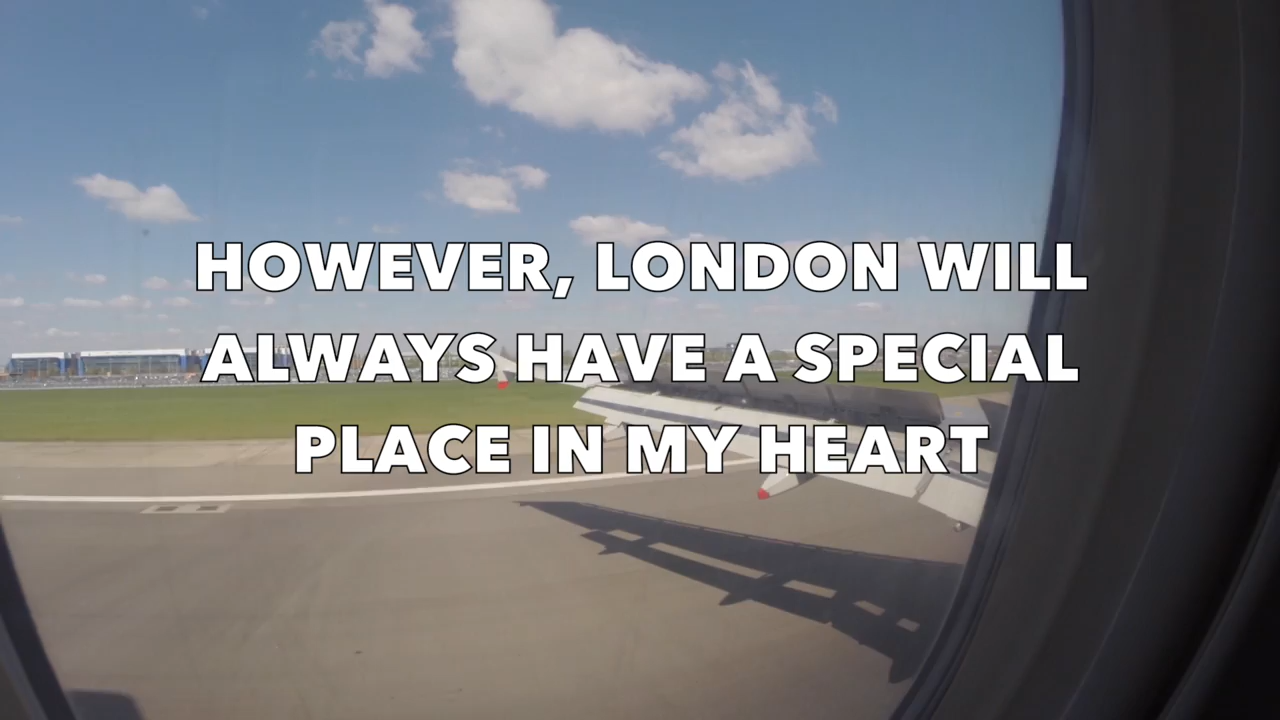 HOWEVER, LONDON WILL
ALWAYS HAVE A SPECIAL
PLACE IN MY HEART